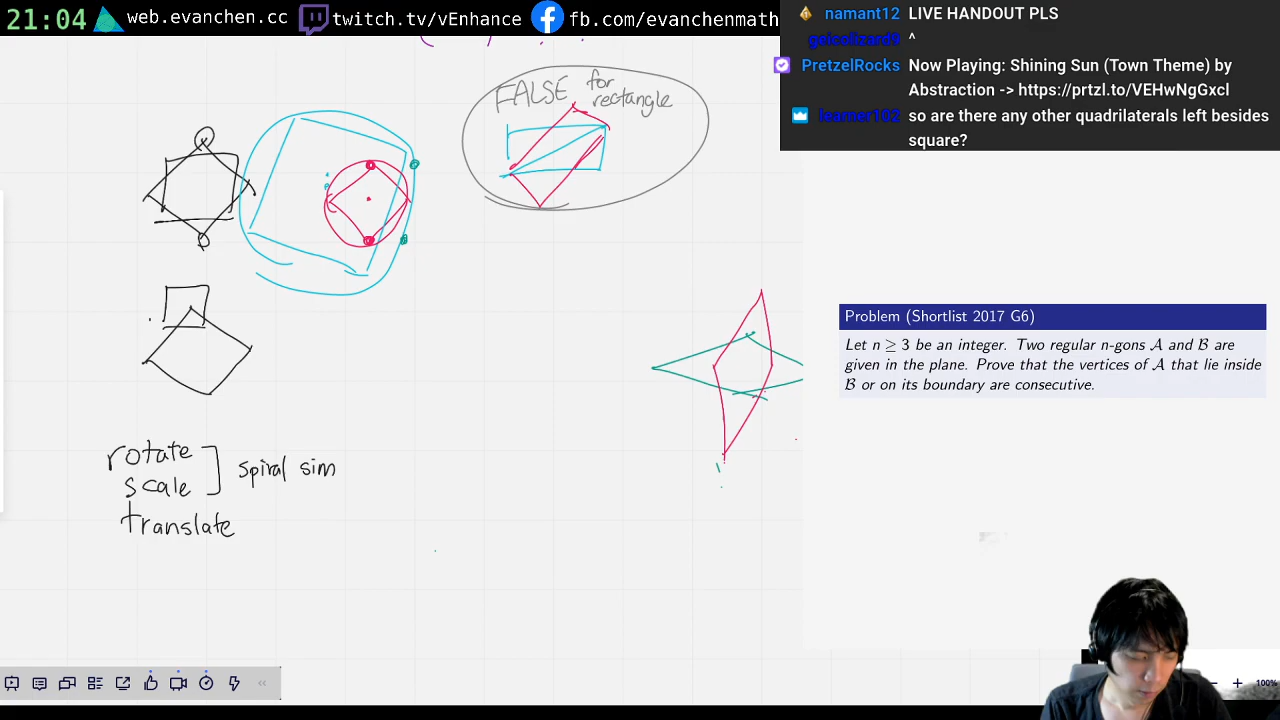 21:04 web.evanchen.cc twitch.tv/vEnhance fb.com/evanchenmath
namant12 LIVE HANDOUT PLS
^
PretzelRocks Now Playing: Shining Sun (Town Theme) by
Abstraction -> https://prtzl.to/VEHwNgGxcl
learner102 so are there any other quadrilaterals left besides
square?
FALSE for
rectangle
Problem (Shortlist 2017 G6)
Let n ≥ 3 be an integer. Two regular n-gons A and B are
given in the plane. Prove that the vertices of A that lie inside
B or on its boundary are consecutive.
rotate
scale
spiral sim
translate
100%